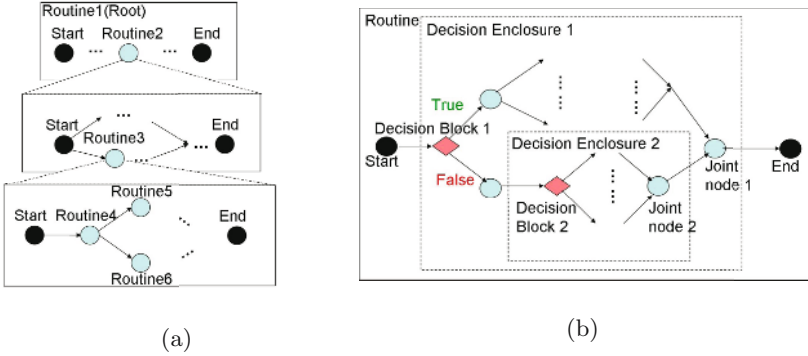 Routine1(Root)
Start Routine2 End
... ...
Start
...
Routine3
... ...
End
Routine5
Start Routine4
...
...
End
Routine6
(a)
Routine
Decision Enclosure 1
True
Decision Block 1
Start
False
Decision Enclosure 2
Decision
Block 2
Joint
node 2
Joint
node 1
End
(b)